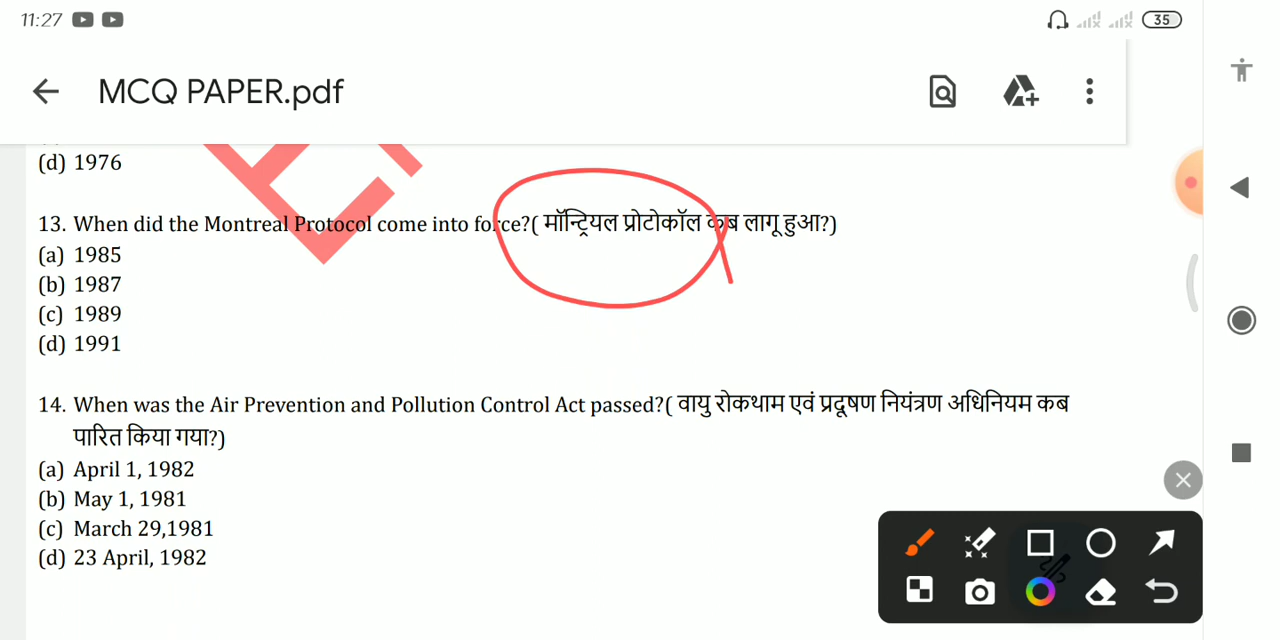 11:27
35
MCQ PAPER.pdf
(d) 1976
13. When did the Montreal Protocol come into force?( मॉन्ट्रियल प्रोटोकॉल कब लागू हुआ?)
(a) 1985
(b) 1987
(c) 1989
(d) 1991
14. When was the Air Prevention and Pollution Control Act passed?( वायु रोकथाम एवं प्रदूषण नियंत्रण अधिनियम कब
पारित किया गया?)
(a) April 1, 1982
(b) May 1, 1981
(c) March 29,1981
(d) 23 April, 1982